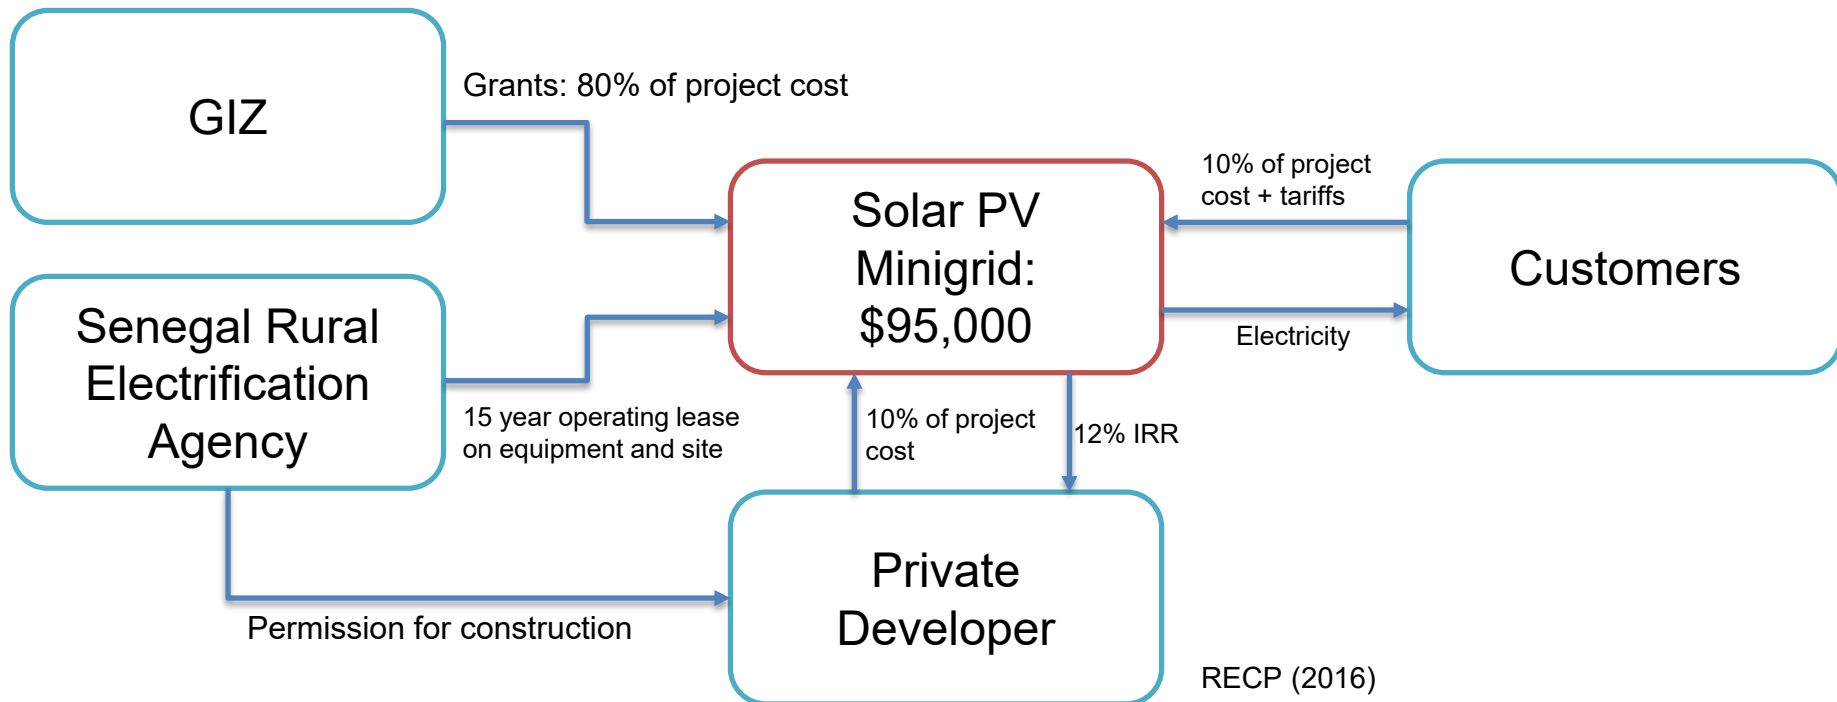 GIZ
Grants: 80% of project cost
Senegal Rural
Electrification
Agency
15 year operating lease
on equipment and site
Permission for construction
Solar PV
Minigrid:
$95,000
10% of project
cost
12% IRR
Private
Developer
10% of project
cost + tariffs
Electricity
Customers
RECP (2016)